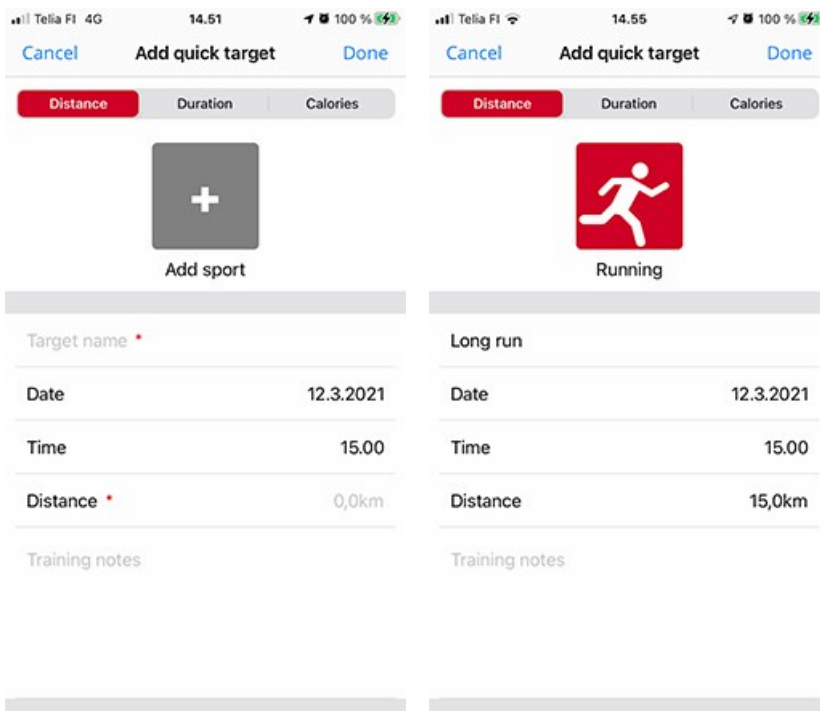 Telia FI 4G 14.51 100 %
Cancel Add quick target Done
Distance Duration Calories
+
Add sport
Target name *
Date 12.3.2021
Time 15.00
Distance * 0,0km
Training notes
Telia FI 14.55 100 %
Cancel Add quick target Done
Distance Duration Calories
Running
Long run
Date 12.3.2021
Time 15.00
Distance 15,0km
Training notes